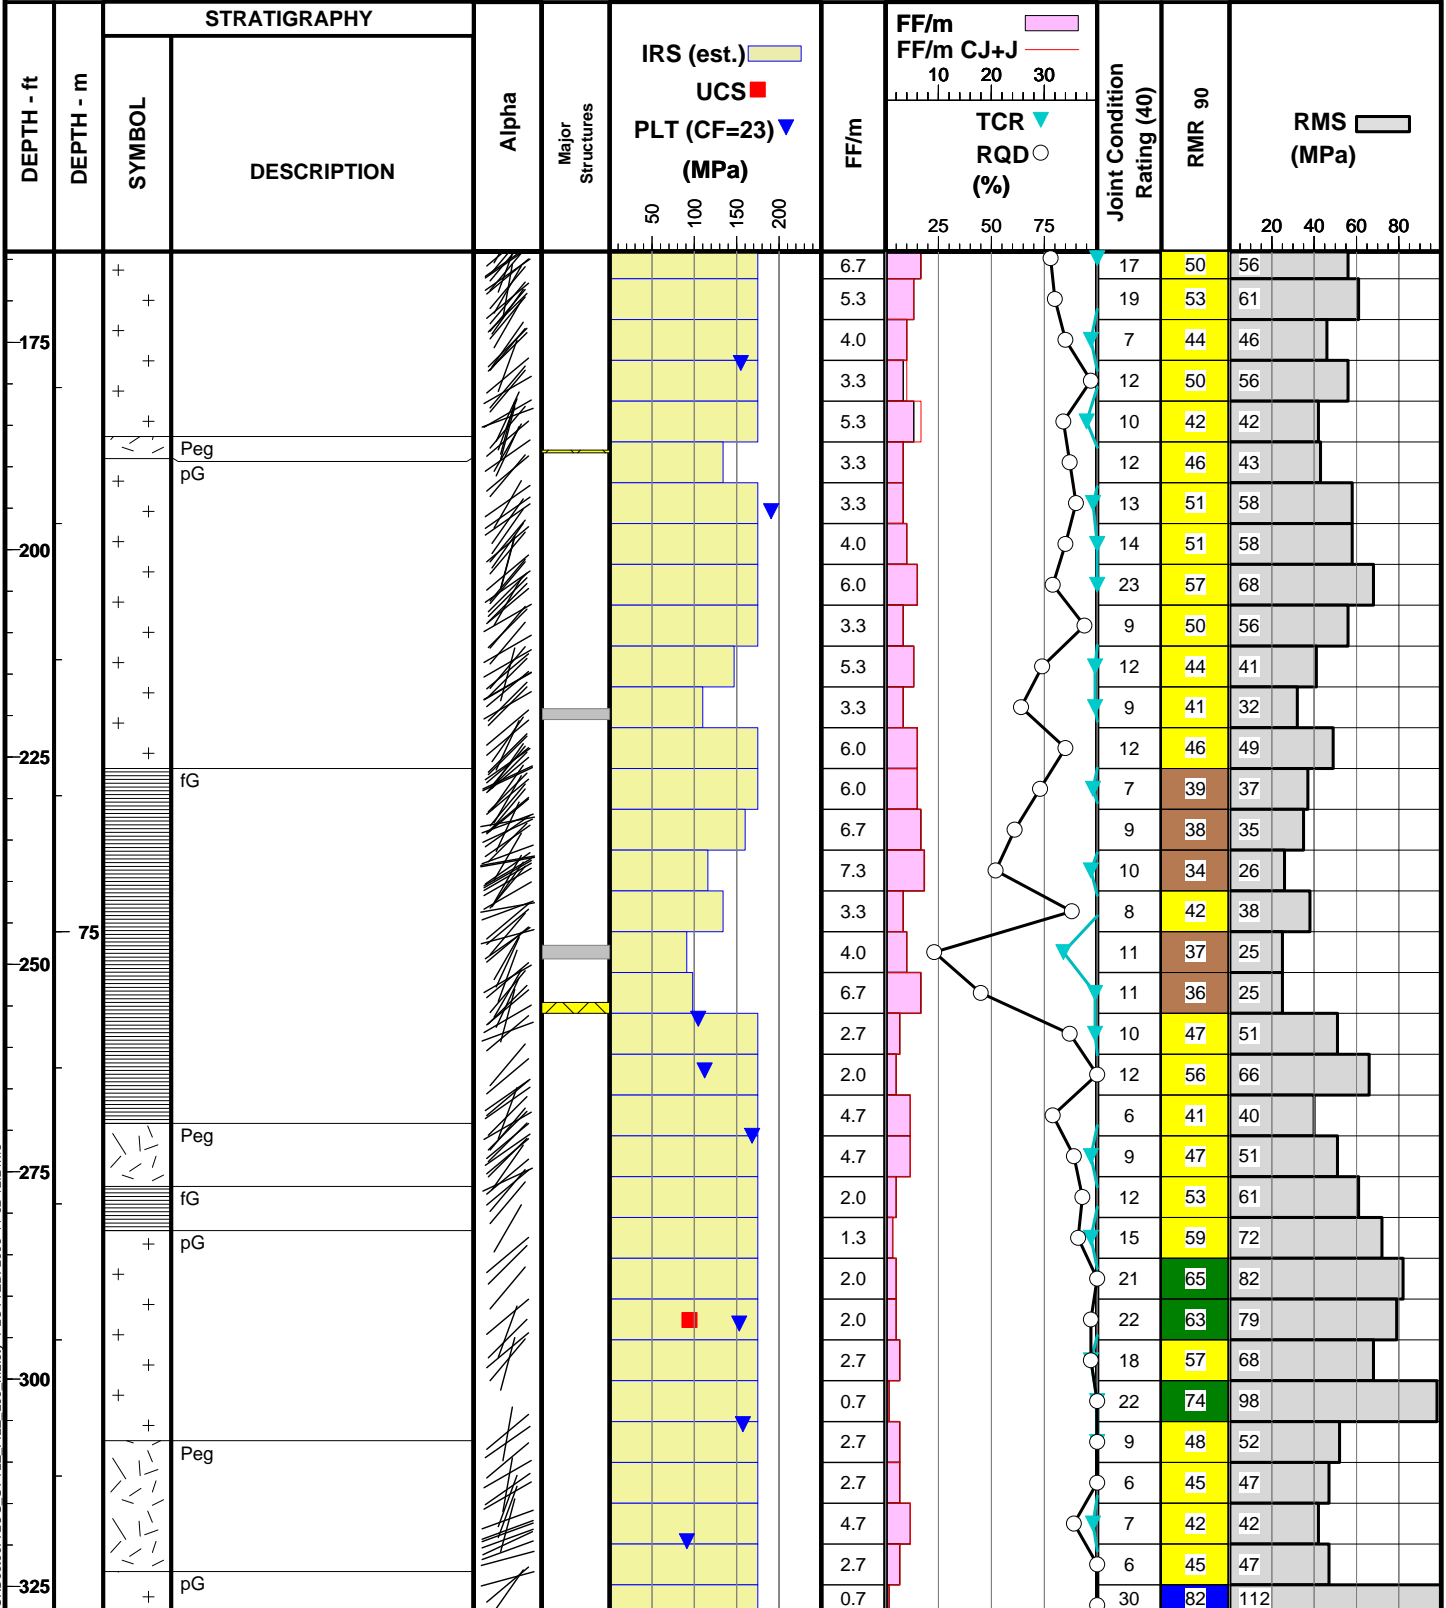 STRATIGRAPHY
DEPTH - ft
DEPTH - m
SYMBOL
DESCRIPTION
Alpha
Major
Structures
IRS (est.)
UCS
PLT (CF=23)
(MPa)
50 100 150 200
FF/m
FF/m
FF/m CJ+J
10 20 30
TCR
RQD
(%)
25 50 75
Joint Condition
Rating (40)
RMR 90
RMS
(MPa)
20 40 60 80
6.7 17 50 56
5.3 19 53 61
175 4.0 7 44 46
3.3 12 50 56
5.3 10 42 42
Peg 3.3 12 46 43
pG
3.3 13 51 58
200 4.0 14 51 58
6.0 23 57 68
3.3 9 50 56
5.3 12 44 41
3.3 9 41 32
225 6.0 12 46 49
fG 6.0 7 39 37
6.7 9 38 35
7.3 10 34 26
3.3 8 42 38
75
250 4.0 11 37 25
6.7 11 36 25
2.7 10 47 51
2.0 12 56 66
4.7 6 41 40
Peg
275 4.7 9 47 51
fG 2.0 12 53 61
pG 1.3 15 59 72
2.0 21 65 82
2.0 22 63 79
2.7 18 57 68
300 0.7 22 74 98
2.7 9 48 52
Peg
2.7 6 45 47
4.7 7 42 42
2.7 6 45 47
325 pG
0.7 30 82 112